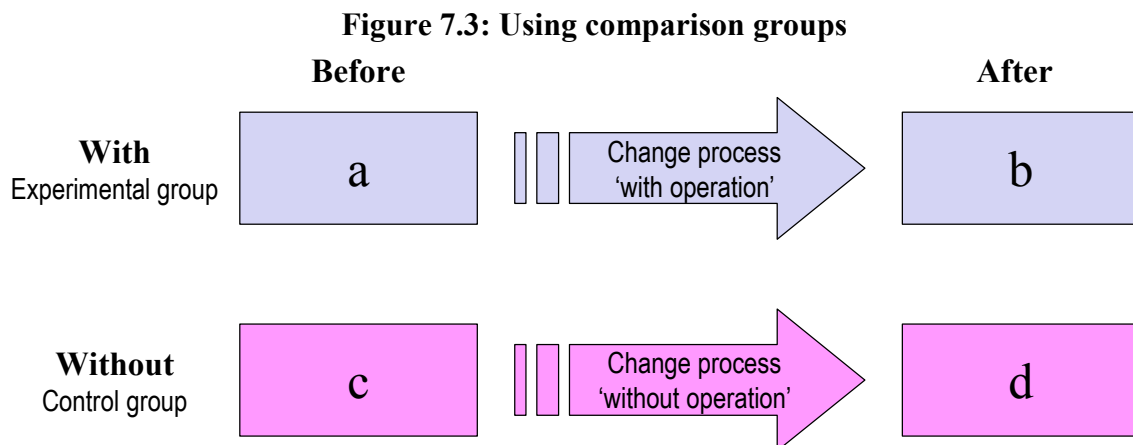 Figure 7.3: Using comparison groups
Before
After
With
Experimental group
a
Change process
‘with operation’
b
Without
Control group
c
Change process
‘without operation’
d